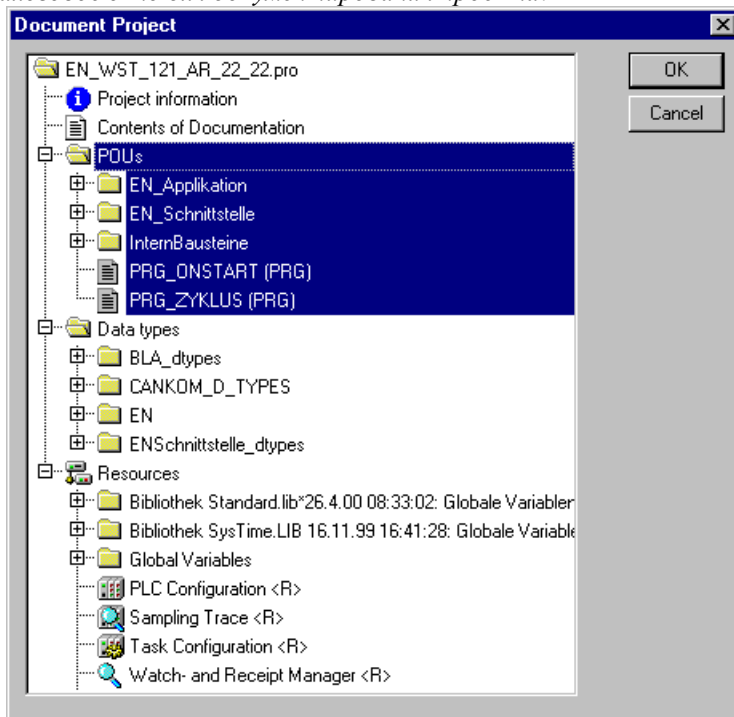 Document Project
EN_WST_121_AR_22_22.pro
OK
Project information
Cancel
Contents of Documentation
POUs
EN_Applikation
EN_Schnittstelle
InternBausteine
PRG_ONSTART (PRG)
PRG_ZYKLUS (PRG)
Data types
BLA_dtypes
CANKOM_D_TYPES
EN
ENSchnittstelle_dtypes
Resources
Bibliothek Standard.lib*26.4.00 08:33:02: Globale Variablen
Bibliothek SysTime.LIB 16.11.99 16:41:28: Globale Variable
Global Variables
PLC Configuration <R>
Sampling Trace <R>
Task Configuration <R>
Watch- and Receipt Manager <R>